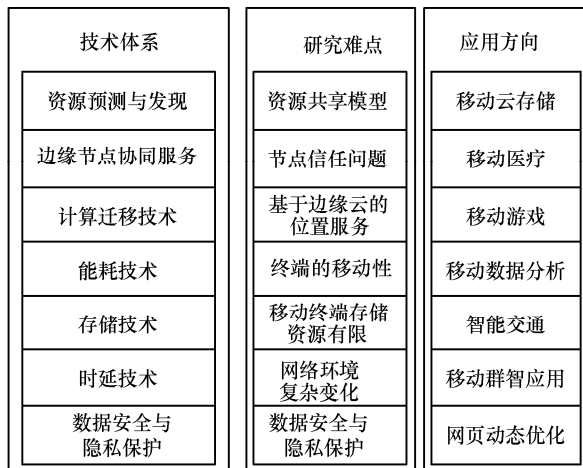 技术体系
资源预测与发现
边缘节点协同服务
计算迁移技术
能耗技术
存储技术
时延技术
数据安全与
隐私保护
研究难点
资源共享模型
节点信任问题
基于边缘云的
位置服务
终端的移动性
移动终端存储
资源有限
网络环境
复杂变化
数据安全与
隐私保护
应用方向
移动云存储
移动医疗
移动游戏
移动数据分析
智能交通
移动群智应用
网页动态优化